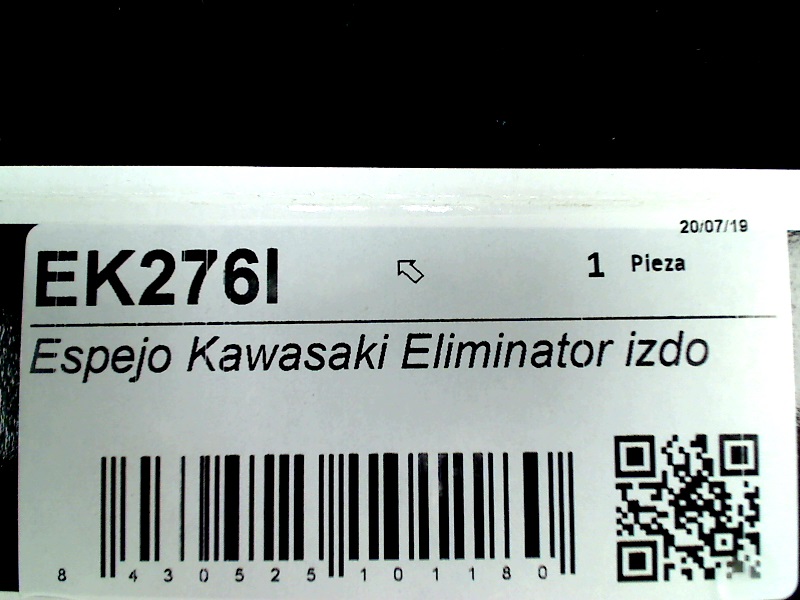 20/07/19
EK276I
1 Pieza
Espejo Kawasaki Eliminator izdo
8 430525 101180